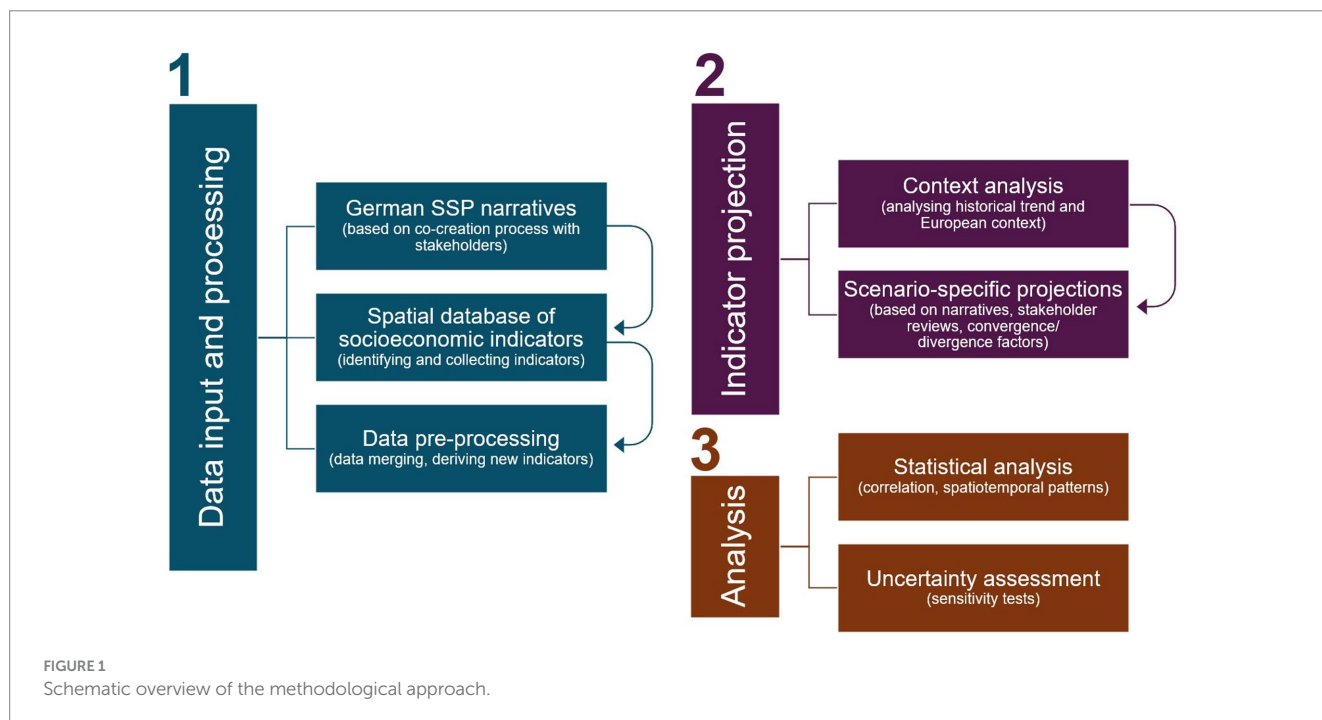 1
Data input and processing
German SSP narratives
(based on co-creation process with
stakeholders)
Spatial database of
socioeconomic indicators
(identifying and collecting indicators)
Data pre-processing
(data merging, deriving new indicators)
2
Indicator projection
Context analysis
(analysing historical trend and
European context)
Scenario-specific projections
(based on narratives, stakeholder
reviews, convergence/
divergence factors)
3
Analysis
Statistical analysis
(correlation, spatiotemporal patterns)
Uncertainty assessment
(sensitivity tests)
FIGURE 1
Schematic overview of the methodological approach.